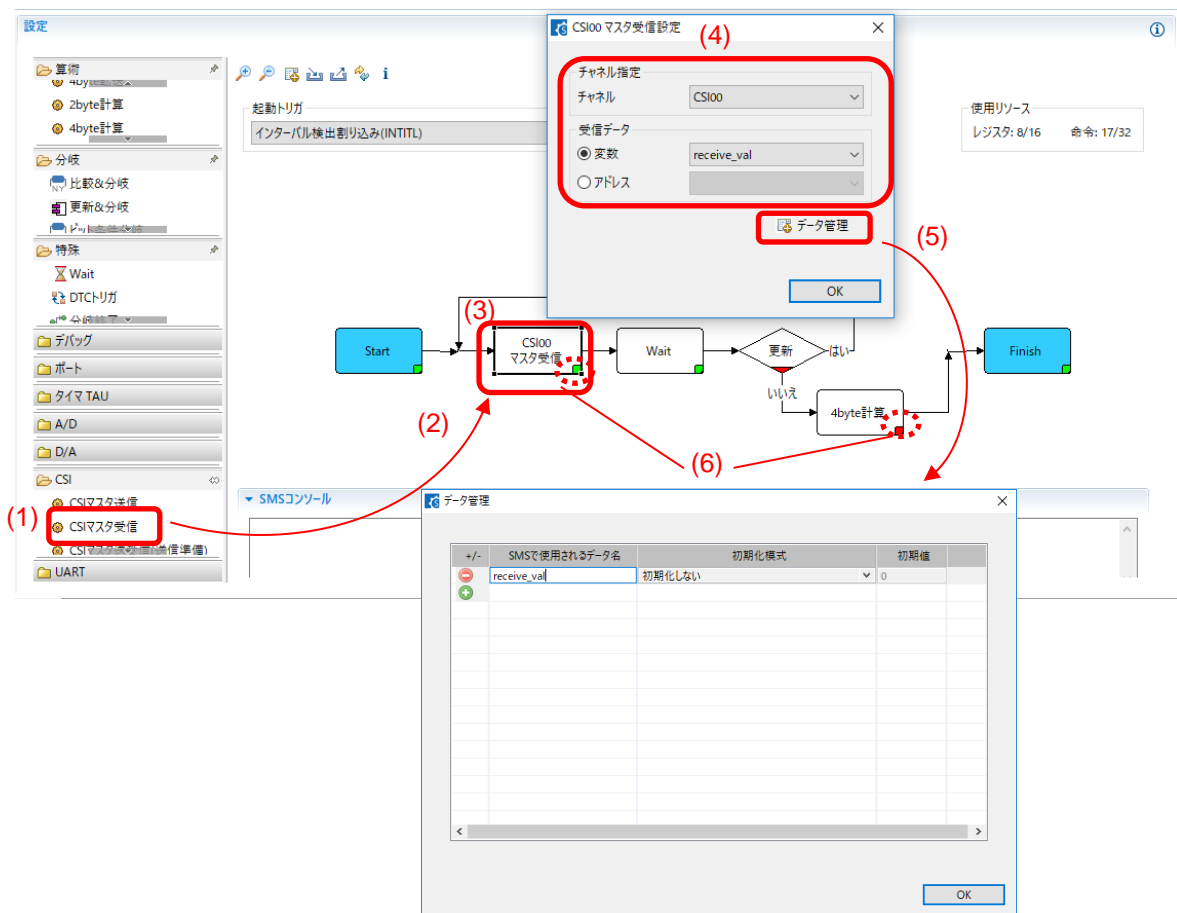 設定
算術
2byte計算
4byte計算
分岐
比較&分岐
更新&分岐
特殊
Wait
DTCトリガ
デバッグ
ポート
タイマ TAU
A/D
D/A
CSI
CSIマスタ送信
(1)
CSIマスタ受信
UART
起動トリガ
インターバル検出割り込み(INTITL)
使用リソース
レジスタ: 8/16 命令: 17/32
CSI00 マスタ受信設定
(4)
チャネル指定
チャネル CSI00
受信データ
変数 receive_val
アドレス
データ管理
(5)
OK
(3)
(2)
Start
CSI00
マスタ受信
Wait
更新
はい
いいえ
4byte計算
Finish
(6)
SMSコンソール
データ管理
+/- SMSで使用されるデータ名 初期化模式 初期値
receive_val 初期化しない 0
OK